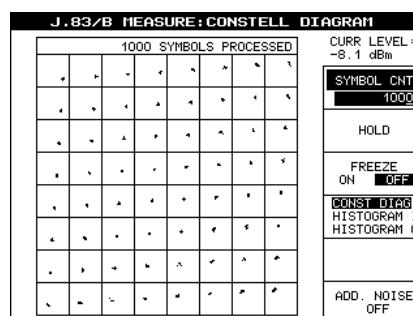 J.83/B MEASURE:CONSTELL DIAGRAM
1000 SYMBOLS PROCESSED
CURR LEVEL=
-8.1 dBm
SYMBOL CNT
1000
HOLD
FREEZE
ON OFF
CONST DIAG
HISTOGRAM
HISTOGRAM
ADD. NOISE
OFF